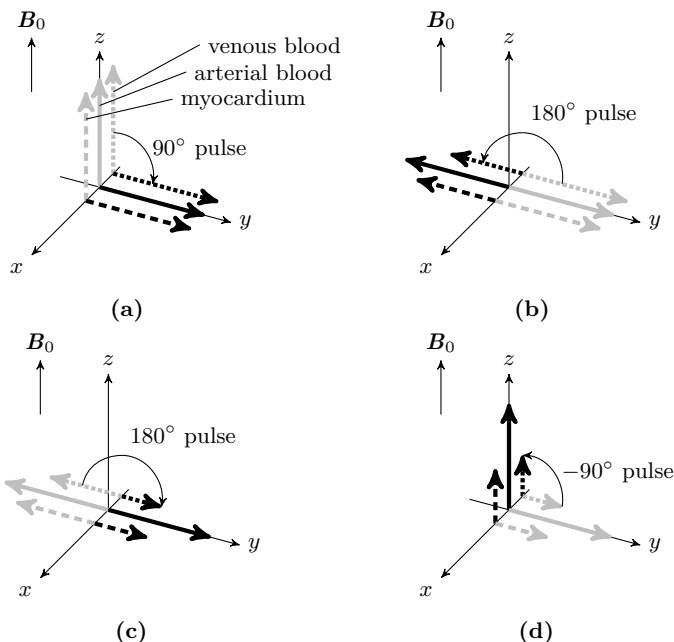 B₀
z
venous blood
arterial blood
myocardium
90° pulse
y
x
(a)
B₀
z
180° pulse
y
x
(b)
B₀
z
180° pulse
y
x
(c)
B₀
z
−90° pulse
y
x
(d)